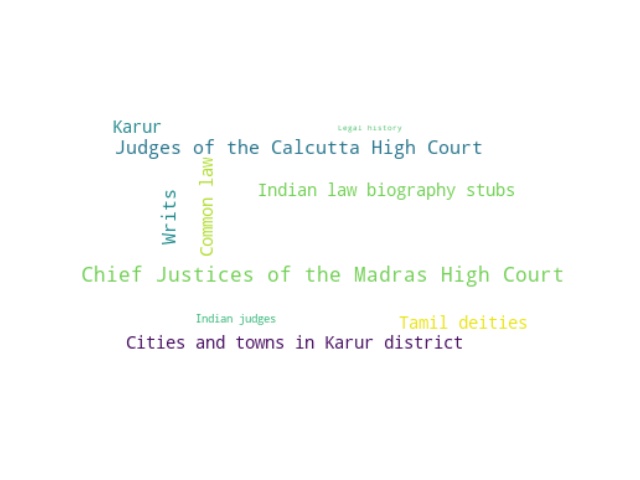 Karur
Legal history
Judges of the Calcutta High Court
Writs
Common law
Indian law biography stubs
Chief Justices of the Madras High Court
Indian judges
Tamil deities
Cities and towns in Karur district